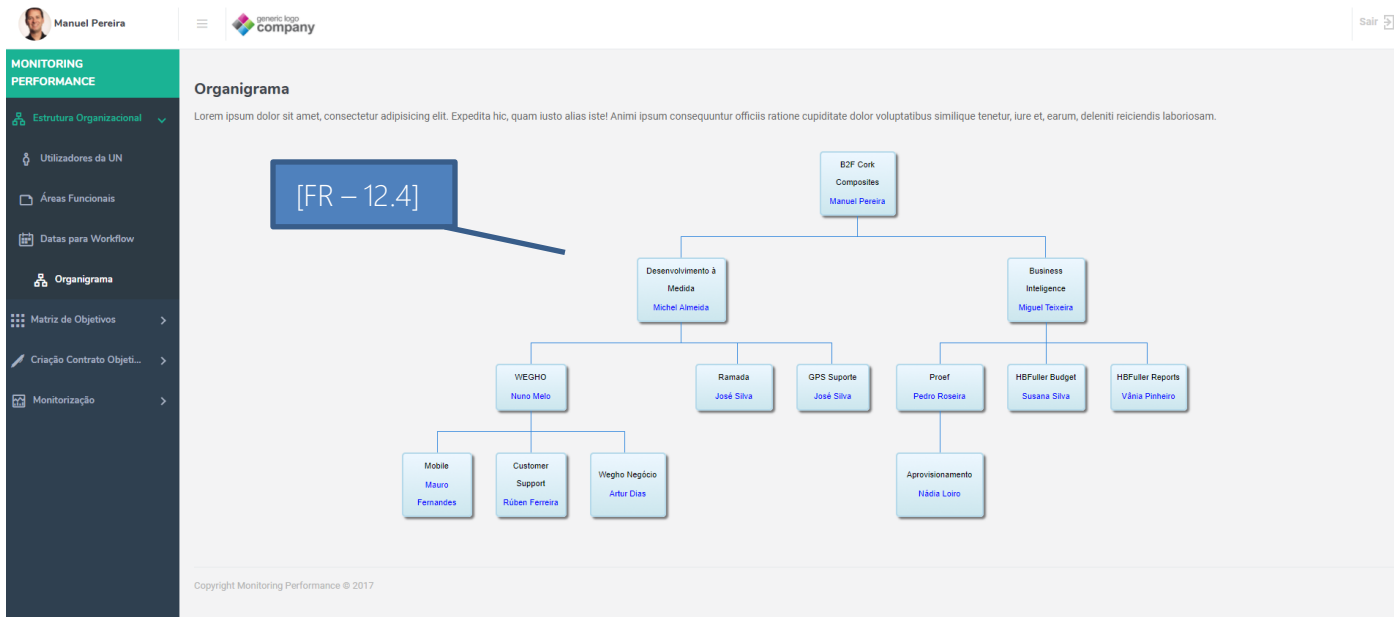 Manuel Pereira
generic logo
company
Sair
MONITORING
PERFORMANCE
Estrutura Organizacional
Utilizadores da UN
Áreas Funcionais
Datas para Workflow
Organigrama
Matriz de Objetivos
Criação Contrato Objeti...
Monitorização
Organigrama
Lorem ipsum dolor sit amet, consectetur adipisicing elit. Expedita hic, quam iusto alias iste! Animi ipsum consequuntur officiis ratione cupiditate dolor voluptatibus similique tenetur, iure et, earum, deleniti reiciendis laboriosam.
[FR – 12.4]
B2F Cork
Composites
Manuel Pereira
Desenvolvimento à
Medida
Michel Almeida
Business
Inteligence
Miguel Teixeira
WEGHO
Nuno Melo
Ramada
José Silva
GPS Suporte
José Silva
Proef
Pedro Roseira
HBFuller Budget
Susana Silva
HBFuller Reports
Vânia Pinheiro
Mobile
Mauro
Fernandes
Customer
Support
Rúben Ferreira
Wegho Negócio
Artur Dias
Aprovisionamento
Nádia Loiro
Copyright Monitoring Performance © 2017